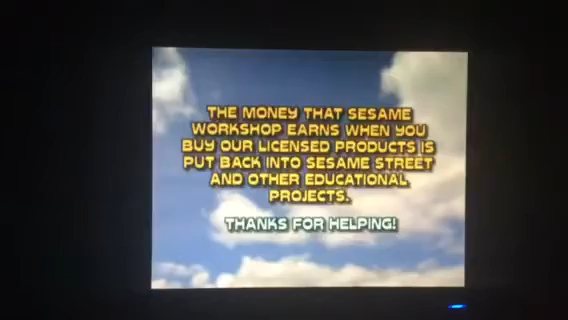 THE MONEY THAT SESAME
WORKSHOP EARNS WHEN YOU
BUY OUR LICENSED PRODUCTS IS
PUT BACK INTO SESAME STREET
AND OTHER EDUCATIONAL
PROJECTS.
THANKS FOR HELPING!